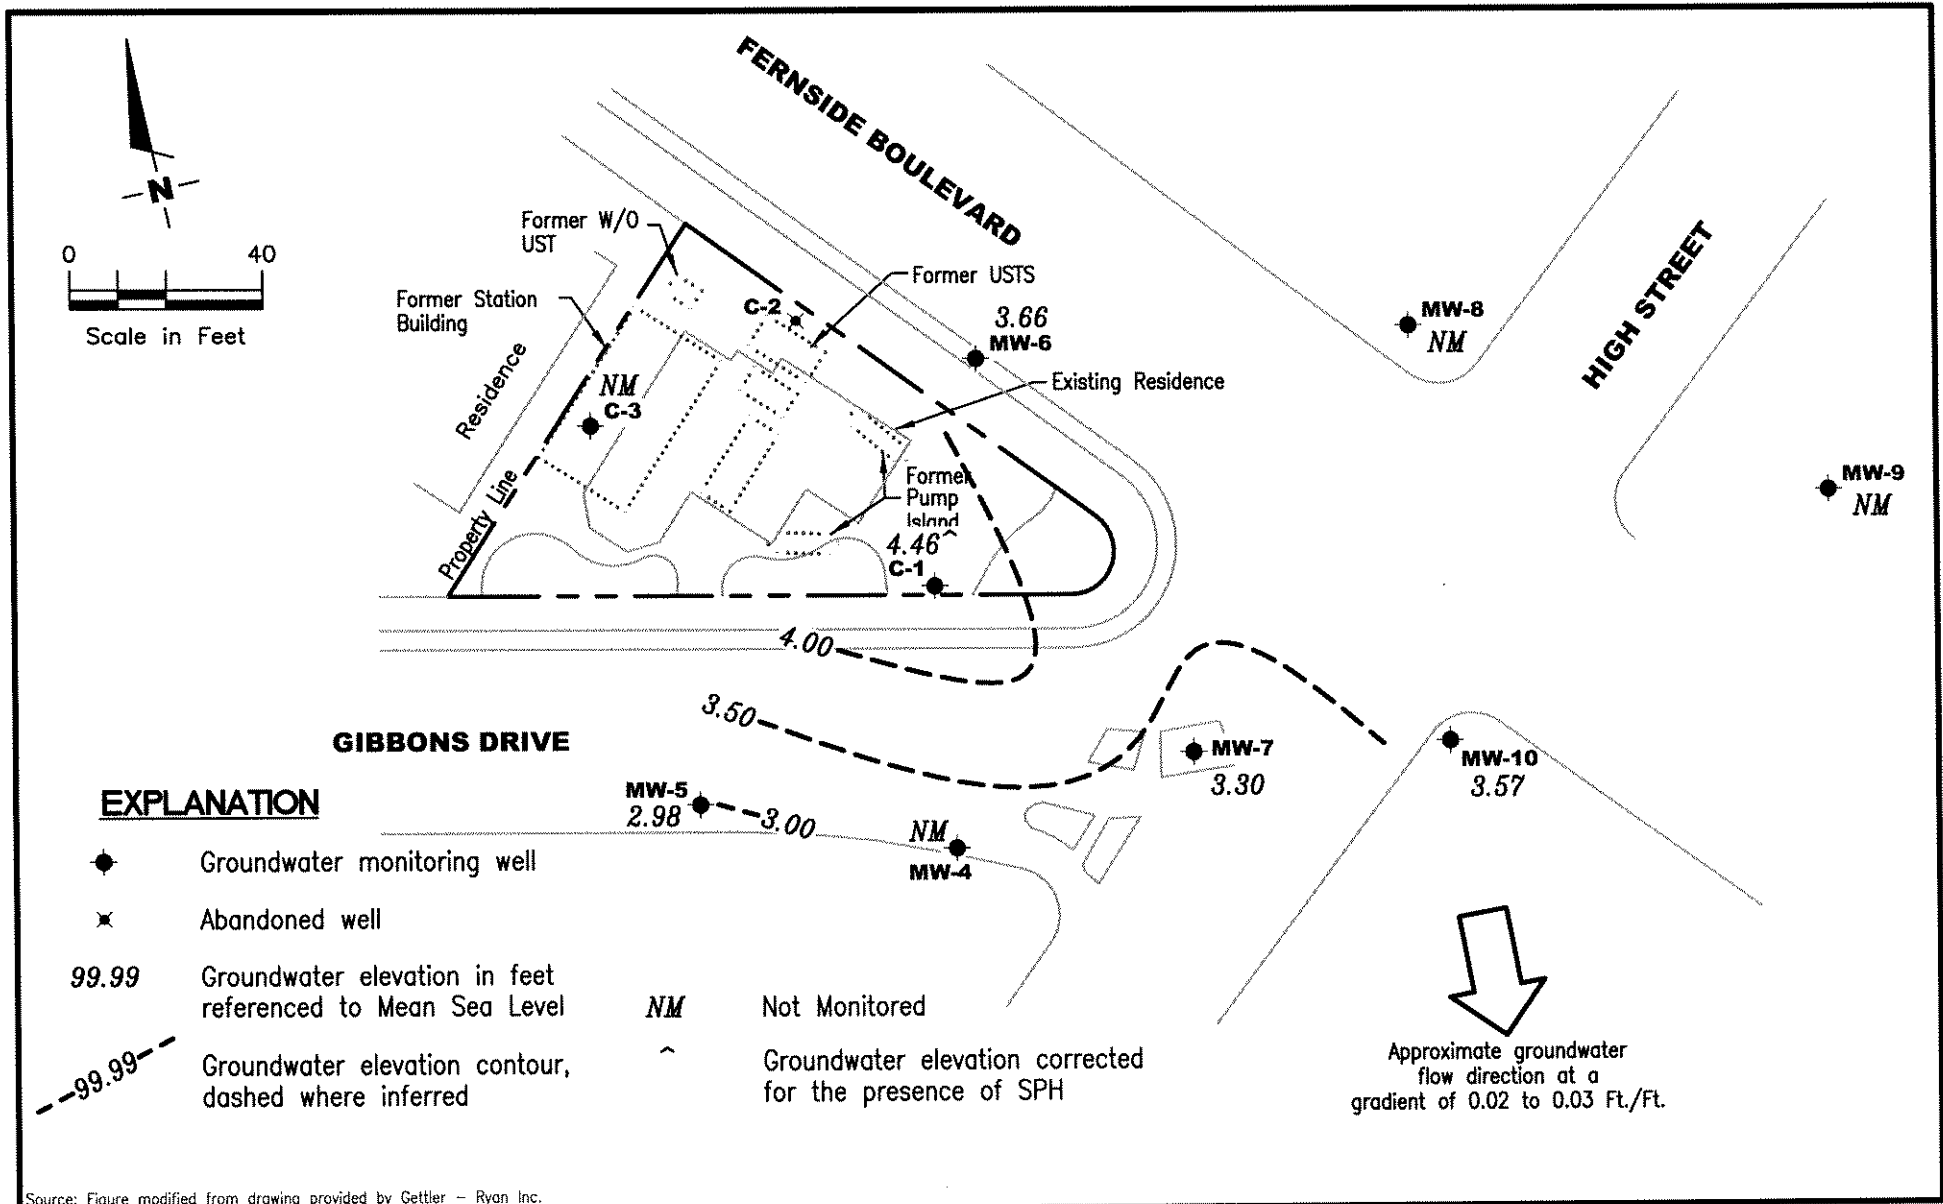 FERNSIDE BOULEVARD
N
0 40
Scale in Feet
Former W/O
UST
Former USTS
Former Station
Building
C-2
3.66
MW-6
MW-8
NM
HIGH STREET
Existing Residence
Residence
NM
C-3
MW-9
NM
Former
Pump
Island
Property Line
4.46^
C-1
4.00
3.50
GIBBONS DRIVE
MW-7
3.30
MW-10
3.57
MW-5
2.98
3.00
NM
MW-4
EXPLANATION
Groundwater monitoring well
Abandoned well
99.99 Groundwater elevation in feet
referenced to Mean Sea Level
99.99 Groundwater elevation contour,
dashed where inferred
NM Not Monitored
^ Groundwater elevation corrected
for the presence of SPH
Approximate groundwater
flow direction at a
gradient of 0.02 to 0.03 Ft./Ft.
Source: Figure modified from drawing provided by Gettler – Ryan Inc.